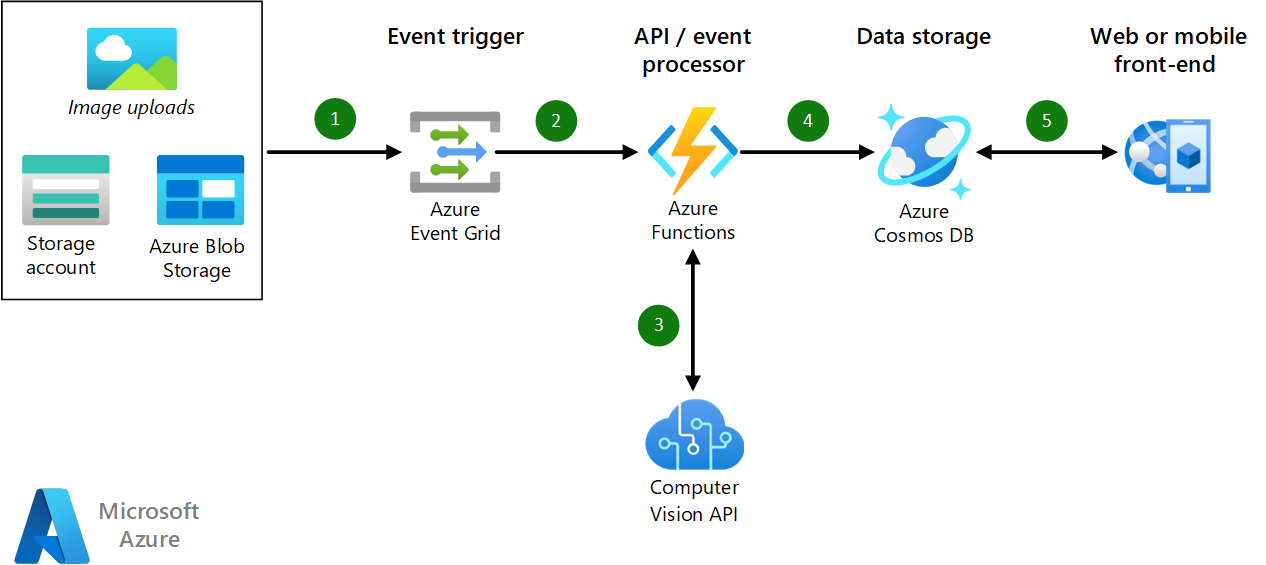 Event trigger
API / event
processor
Data storage
Web or mobile
front-end
Image uploads
1
2
4
5
Storage
account
Azure Blob
Storage
Azure
Event Grid
Azure
Functions
Azure
Cosmos DB
3
Computer
Vision API
Microsoft
Azure